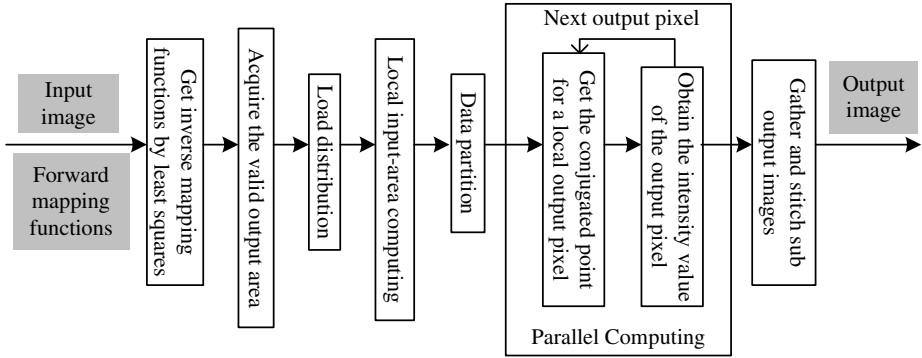 Input
image
Forward
mapping
functions
Get inverse mapping
functions by least squares
Acquire the valid output area
Load distribution
Local input-area computing
Data partition
Next output pixel
Get the conjugated point
for a local output pixel
Obtain the intensity value
of the output pixel
Parallel Computing
Gather and stitch sub
output images
Output
image